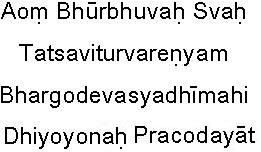 Aoṃ Bhūrbhuvaḥ Svaḥ
Tatsaviturvareṇyam
Bhargodevasyadhīmahi
Dhiyoyonaḥ Pracodayāt